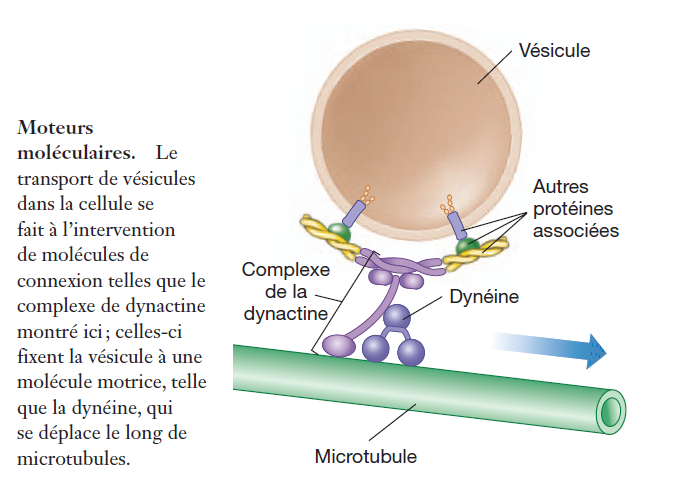 Moteurs
moléculaires. Le
transport de vésicules
dans la cellule se
fait à l'intervention
de molécules de
connexion telles que le
complexe de dynactine
montré ici ; celles-ci
fixent la vésicule à une
molécule motrice, telle
que la dynéine, qui
se déplace le long de
microtubules.
Vésicule
Autres
protéines
associées
Complexe
de la
dynactine
Dynéine
Microtubule